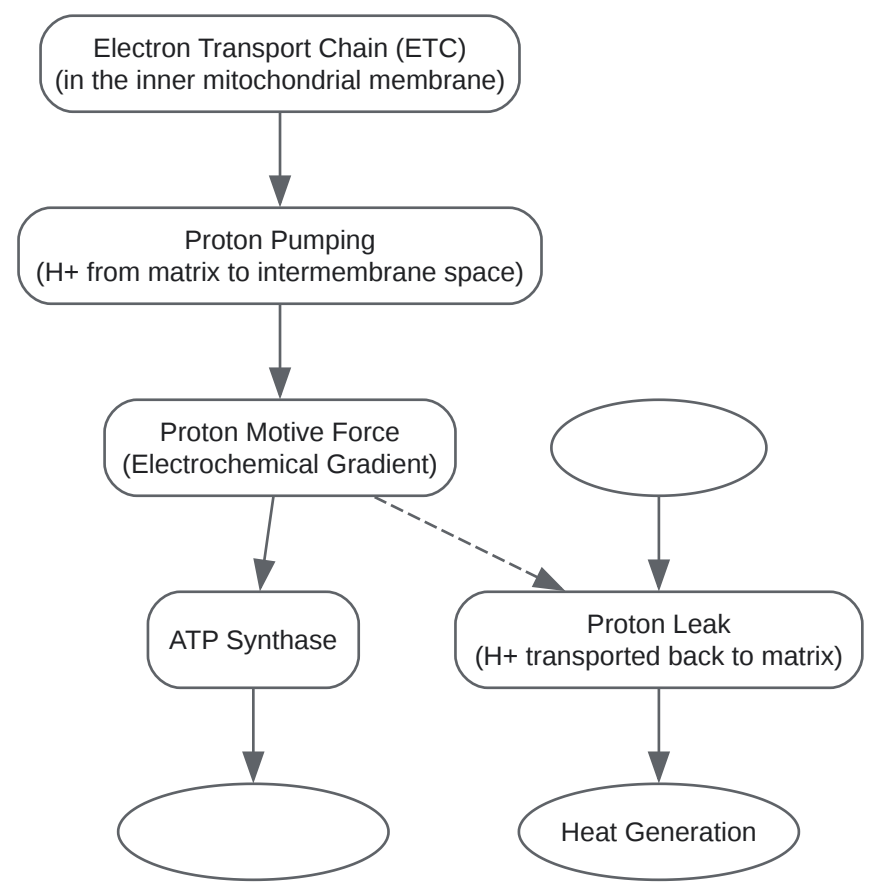 Electron Transport Chain (ETC)
(in the inner mitochondrial membrane)
Proton Pumping
(H+ from matrix to intermembrane space)
Proton Motive Force
(Electrochemical Gradient)
ATP Synthase
Proton Leak
(H+ transported back to matrix)
Heat Generation